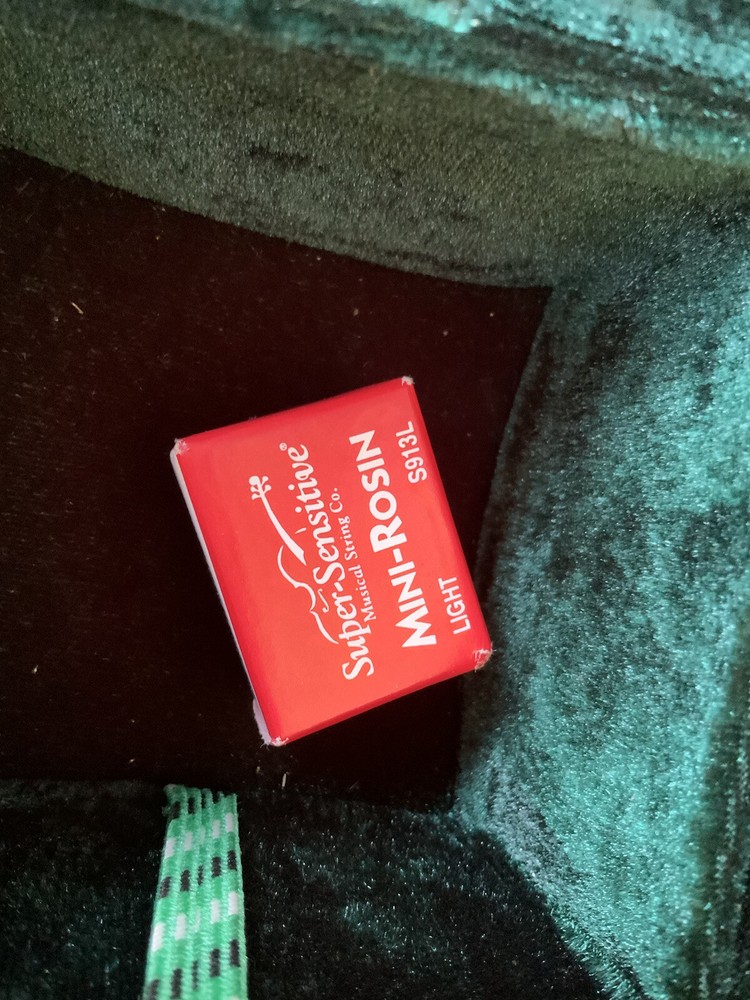 Super-Sensitive®
Musical String Co.
MINI-ROSIN
LIGHT S913L